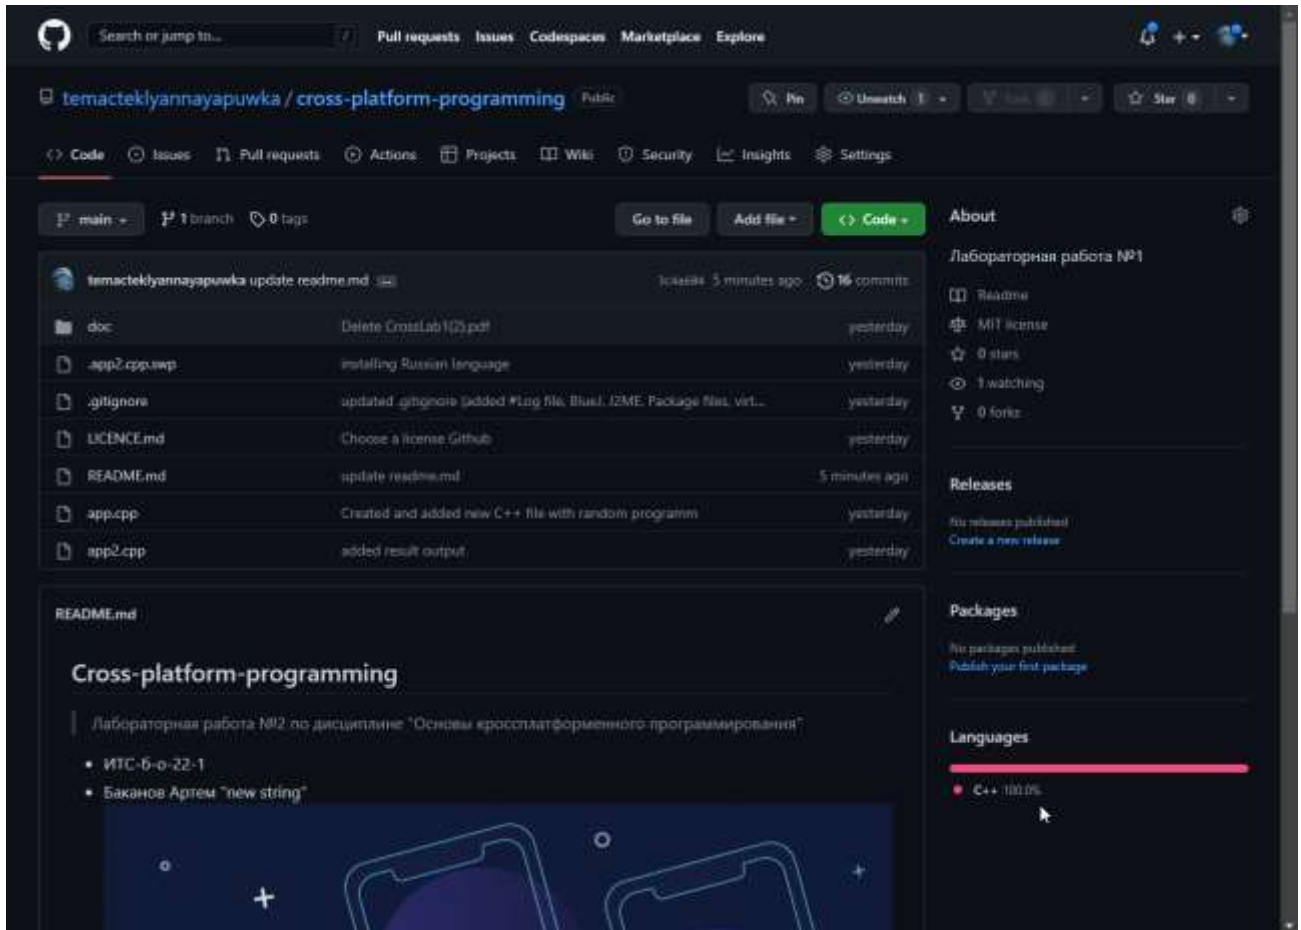 Search or jump to... /
Pull requests Issues Codespaces Marketplace Explore
temacteklyannayapuwka / cross-platform-programming Public
Pin Unwatch 1 Star 0
Code Issues Pull requests Actions Projects Wiki Security Insights Settings
main 1 branch 0 tags Go to file Add file Code
temacteklyannayapuwka update readme.md 5 minutes ago 16 commits
doc Delete CrossLab1(2).pdf yesterday
.app2.cpp.swp installing Russian language yesterday
.gitignore updated .gitignore (added #Log file, BlueJ, J2ME, Package files, virt... yesterday
LICENCE.md Choose a license Github yesterday
README.md update readme.md 5 minutes ago
app.cpp Created and added new C++ file with random programm yesterday
app2.cpp added result output yesterday
README.md
Cross-platform-programming
Лабораторная работа №2 по дисциплине "Основы кроссплатформенного программирования"
ИТС-б-о-22-1
Баканов Артем "new string"
About
Лабораторная работа №1
Readme
MIT license
0 stars
1 watching
0 forks
Releases
No releases published
Create a new release
Packages
No packages published
Publish your first package
Languages
C++ 100.0%